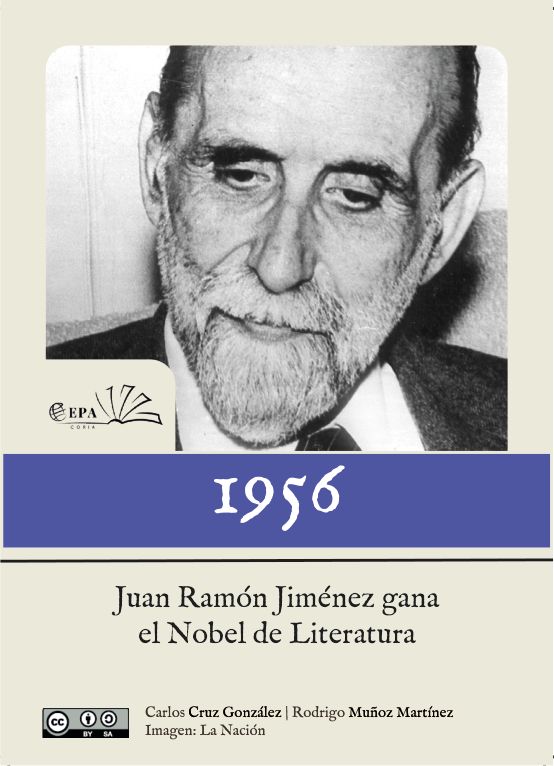 EPA
CORIA
1956
Juan Ramón Jiménez gana
el Nobel de Literatura
Carlos Cruz González | Rodrigo Muñoz Martínez
Imagen: La Nación
cc
BY SA